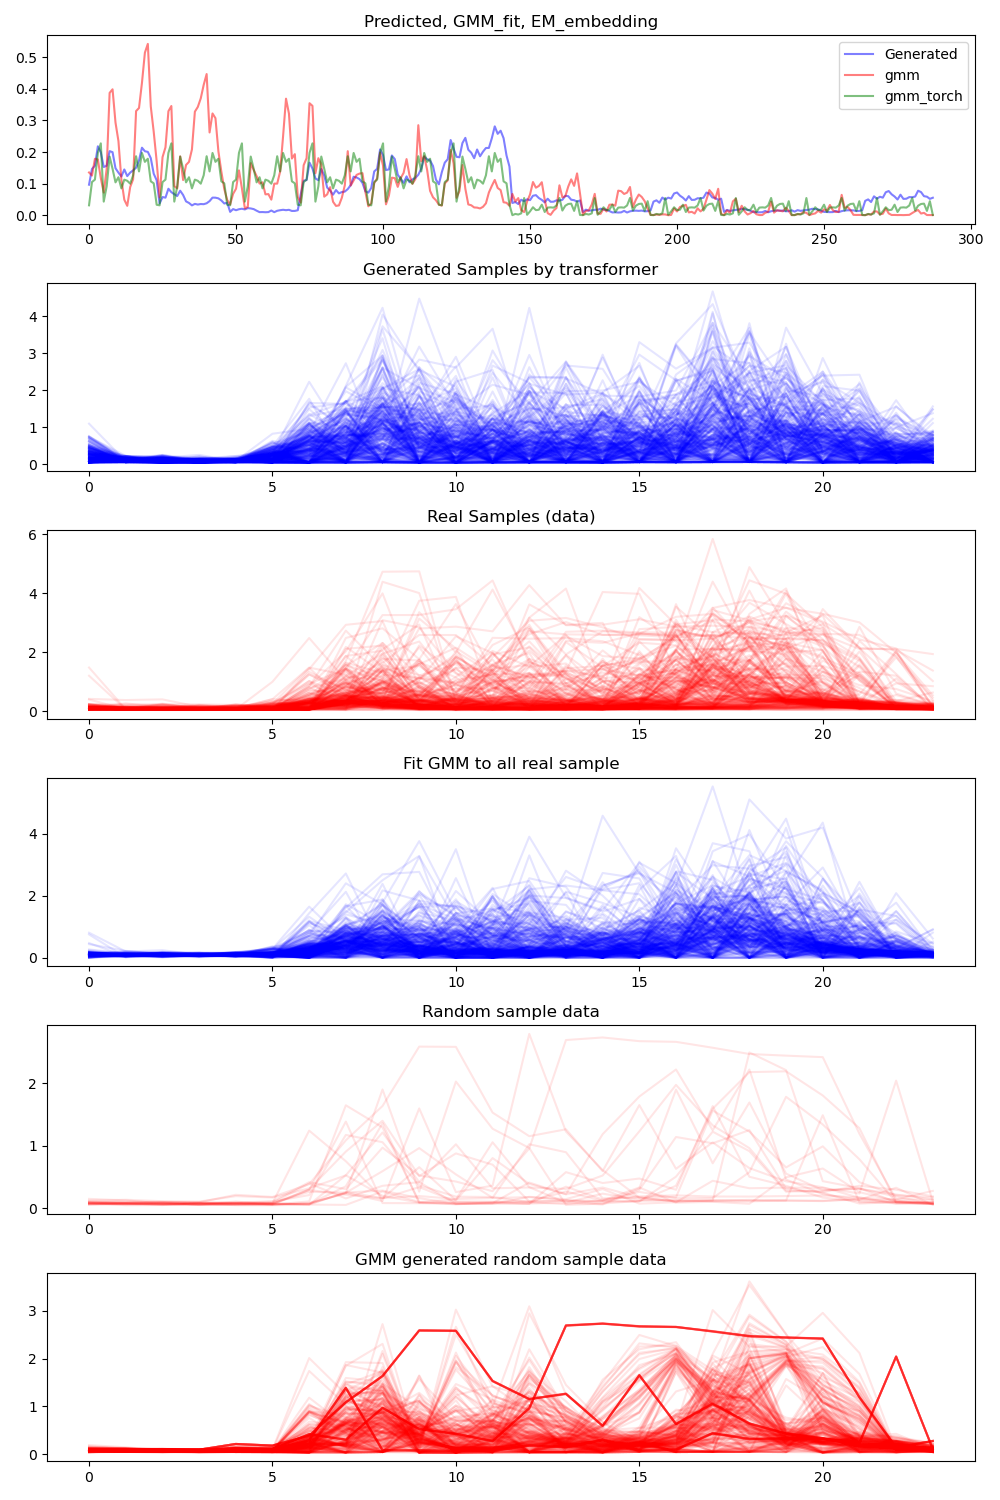 Predicted, GMM_fit, EM_embedding
0.5
0.4
0.3
0.2
0.1
0.0
Generated
gmm
gmm_torch
0 50 100 150 200 250 300
Generated Samples by transformer
4
3
2
1
0
0 5 10 15 20
Real Samples (data)
6
4
2
0
0 5 10 15 20
Fit GMM to all real sample
4
2
0
0 5 10 15 20
Random sample data
2
1
0
0 5 10 15 20
GMM generated random sample data
3
2
1
0
0 5 10 15 20